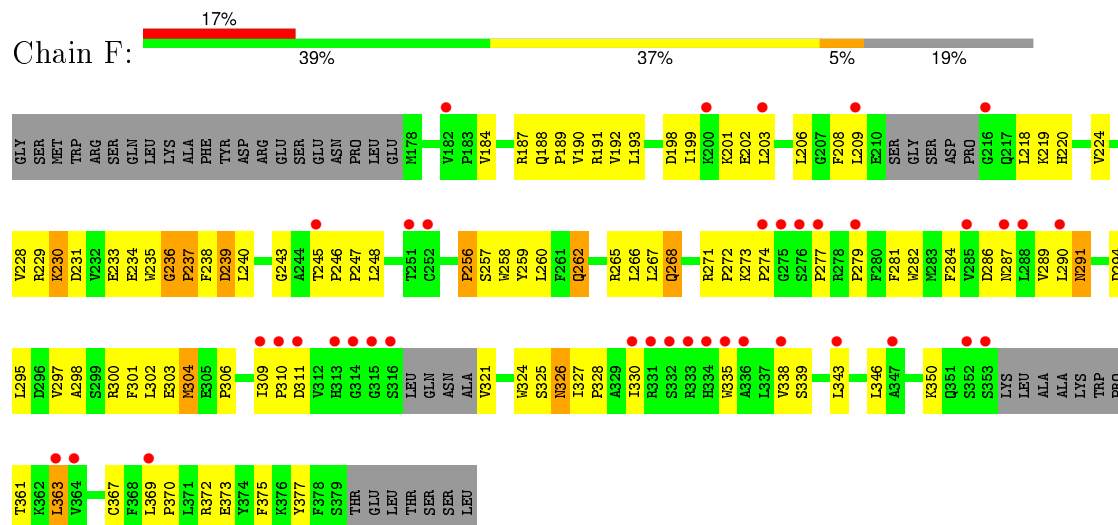 Chain F:
17%
39% 37% 5% 19%
GLY SER MET TRP ARG SER GLN LEU LYS ALA PHE TYR ASP ARG GLU SER GLU ASN PRO LEU GLU M178 V182 P183 V184 R187 Q188 P189 V190 R191 V192 L193 D198 I199 K200 K201 E202 L203 L206 G207 F208 L209 E210 SER GLY SER ASP PRO G216 Q217 L218 K219 H220 V224
V228 R229 K230 D231 V232 E233 E234 W235 G236 P237 F238 D239 L240 G243 A244 T245 P246 P247 L248 T251 C252 P256 S257 W258 Y259 L260 F261 Q262 R265 L266 L267 Q268 R271 P272 K273 P274 G275 S276 P277 R278 P279 F280 F281 W282 M283 F284 V285 D286 N287 L288 V289 L290 N291
L295 D296 V297 A298 S299 R300 F301 L302 E303 M304 E305 P306 I309 P310 D311 V312 H313 G314 G315 S316 LEU GLN ASN ALA V321 W324 S325 N326 I327 P328 A329 I330 R331 S332 R333 H334 W335 A336 L337 V338 S339 L343 L346 A347 K350 Q351 S352 S353 LYS LEU ALA ALA LYS TRP PRO
T361 K362 L363 V364 C367 F368 L369 P370 L371 R372 E373 Y374 F375 K376 Y377 F378 S379 THR GLU LEU THR SER SER LEU